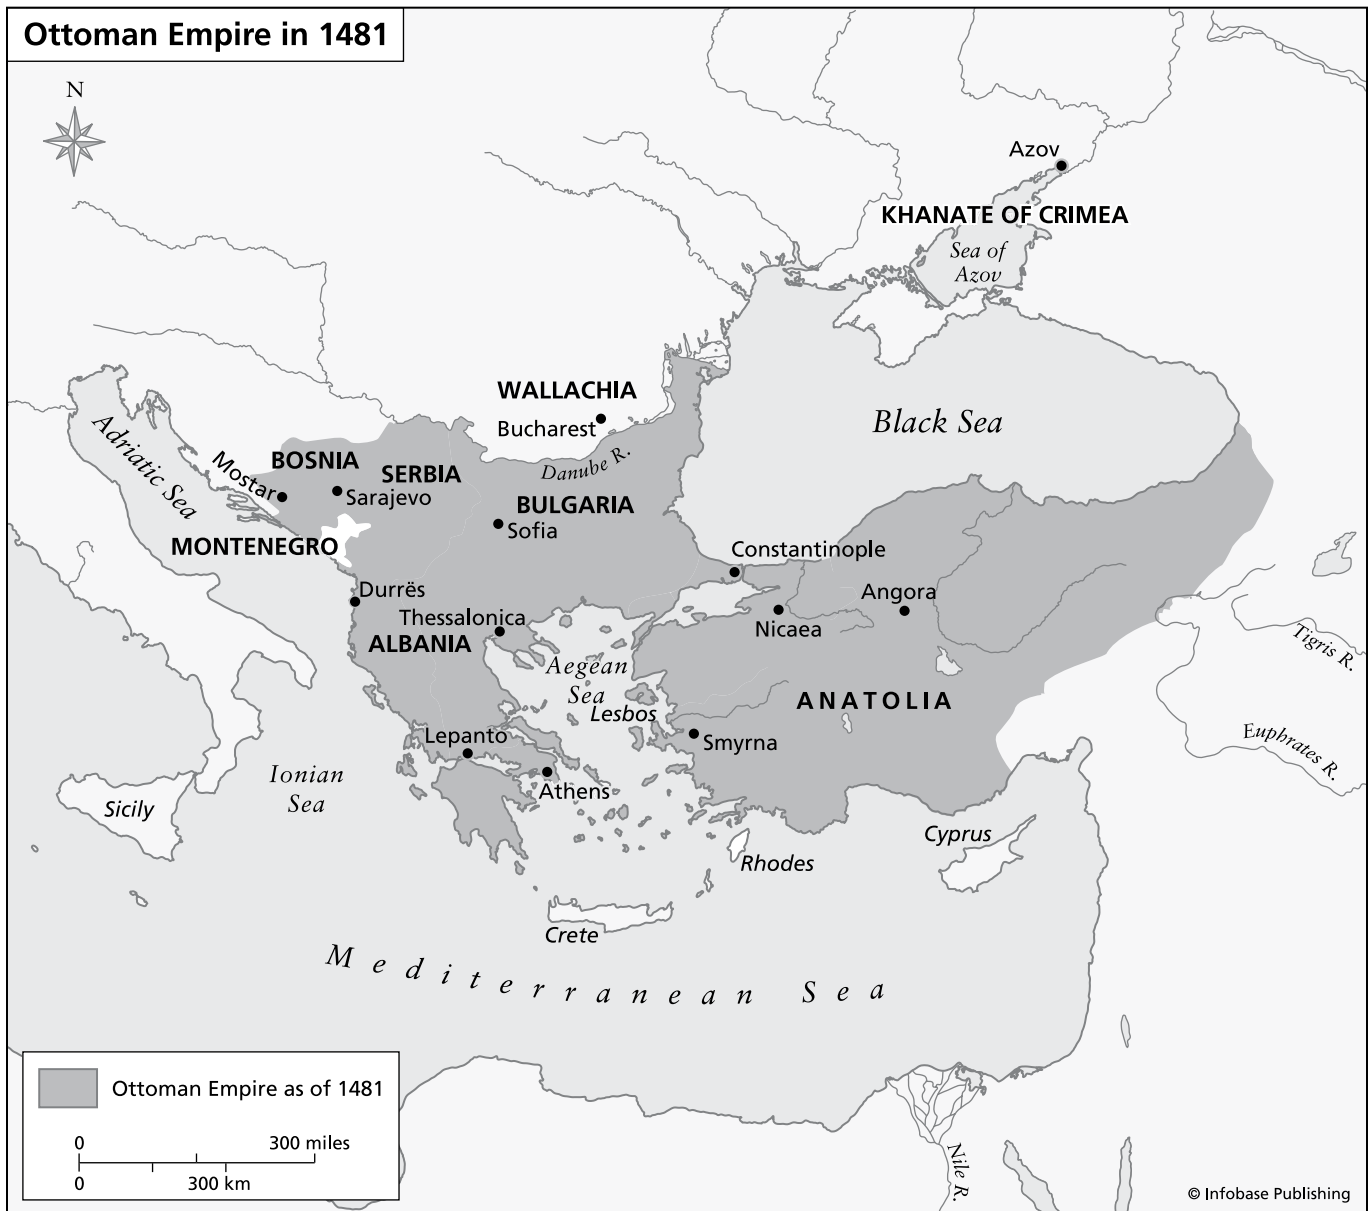 Ottoman Empire in 1481
N
Azov
KHANATE OF CRIMEA
Sea of
Azov
WALLACHIA
Bucharest
Black Sea
Adriatic Sea
Mostar
BOSNIA
SERBIA
Danube R.
Sarajevo
BULGARIA
Sofia
MONTENEGRO
Constantinople
Durrës
Angora
Thessalonica
Nicaea
ALBANIA
Tigris R.
Aegean
Sea
ANATOLIA
Lesbos
Lepanto
Smyrna
Euphrates R.
Ionian
Sea
Athens
Sicily
Cyprus
Rhodes
Crete
Mediterranean Sea
Ottoman Empire as of 1481
0 300 miles
0 300 km
Nile R.
© Infobase Publishing